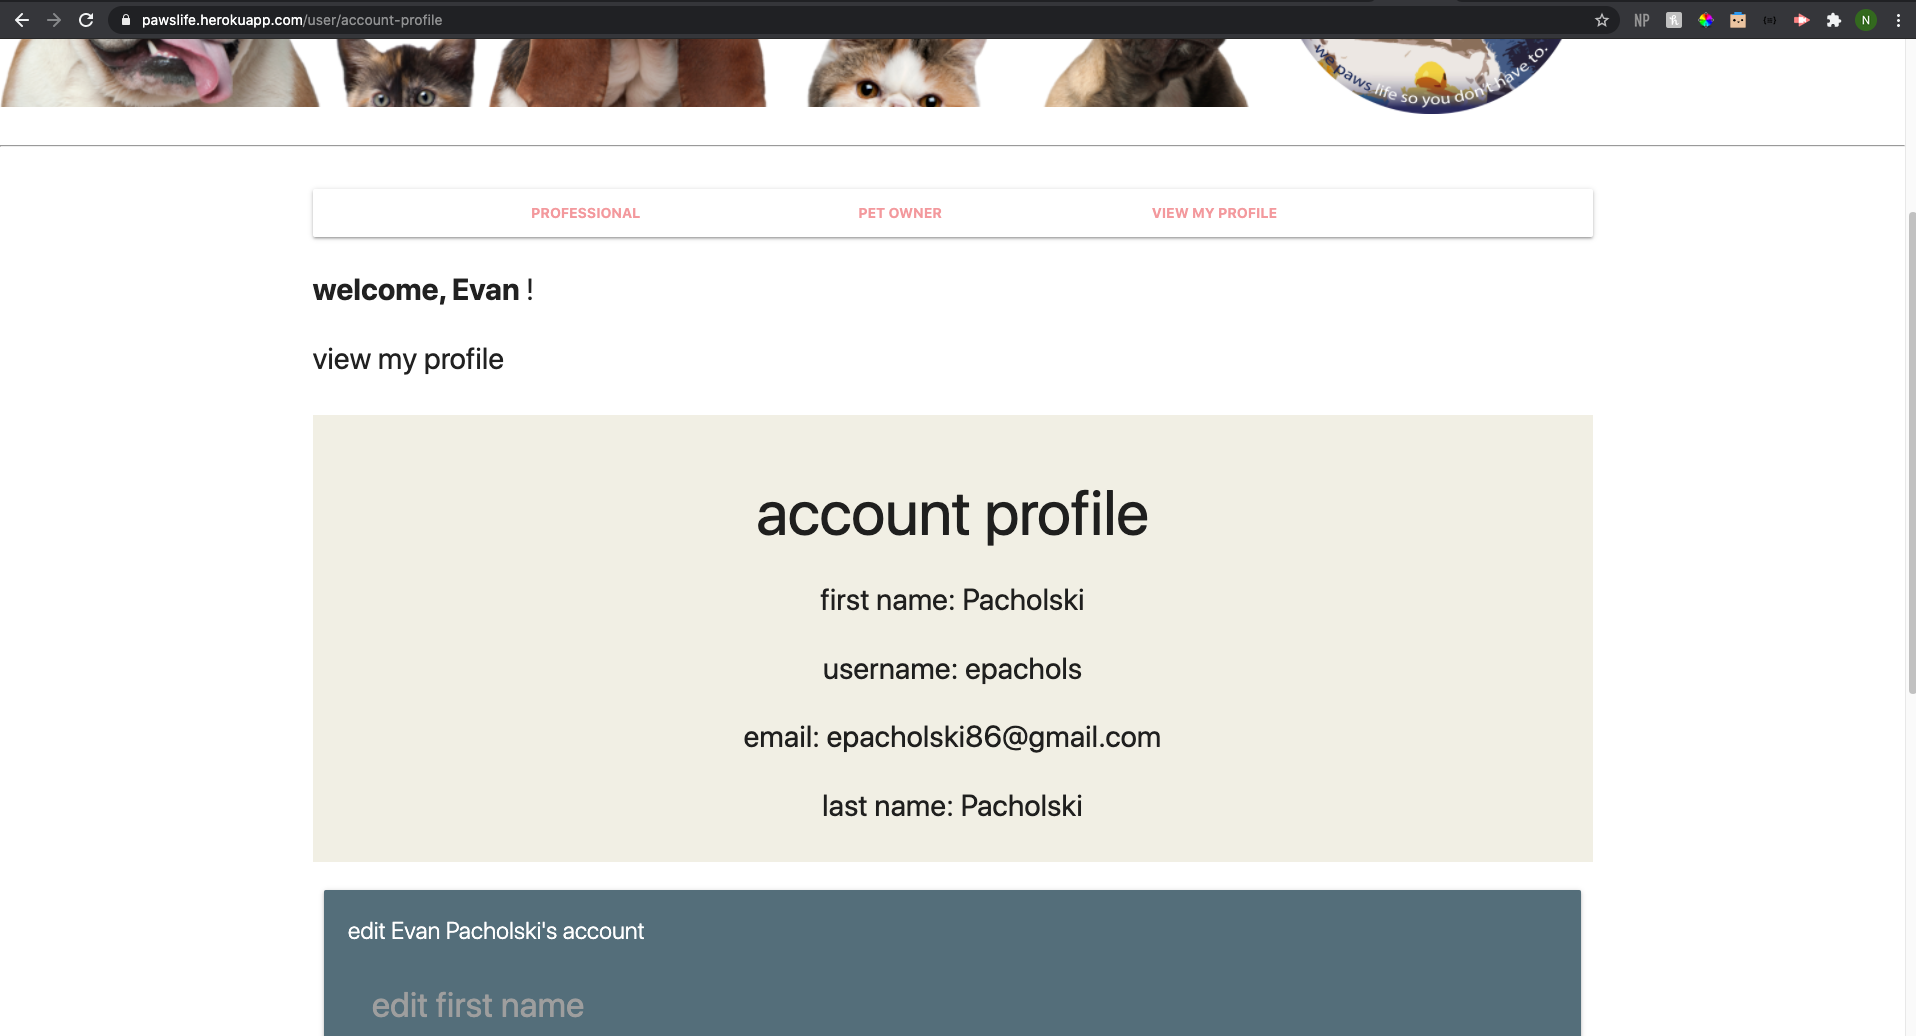 pawslife.herokuapp.com/user/account-profile
NP
N
we paws life so you don't have to.
PROFESSIONAL PET OWNER VIEW MY PROFILE
welcome, Evan !
view my profile
account profile
first name: Pacholski
username: epachols
email: epacholski86@gmail.com
last name: Pacholski
edit Evan Pacholski's account
edit first name